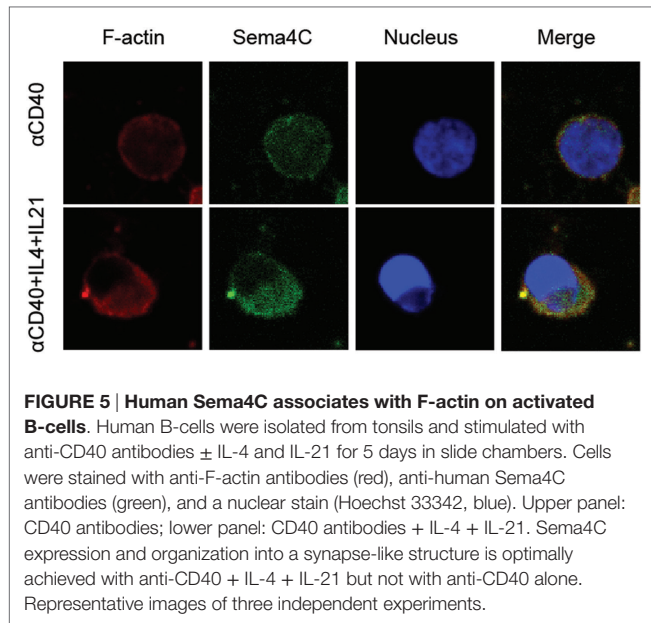 F-actin Sema4C Nucleus Merge
αCD40
αCD40+IL4+IL21
FIGURE 5 | Human Sema4C associates with F-actin on activated
B-cells. Human B-cells were isolated from tonsils and stimulated with
anti-CD40 antibodies ± IL-4 and IL-21 for 5 days in slide chambers. Cells
were stained with anti-F-actin antibodies (red), anti-human Sema4C
antibodies (green), and a nuclear stain (Hoechst 33342, blue). Upper panel:
CD40 antibodies; lower panel: CD40 antibodies + IL-4 + IL-21. Sema4C
expression and organization into a synapse-like structure is optimally
achieved with anti-CD40 + IL-4 + IL-21 but not with anti-CD40 alone.
Representative images of three independent experiments.